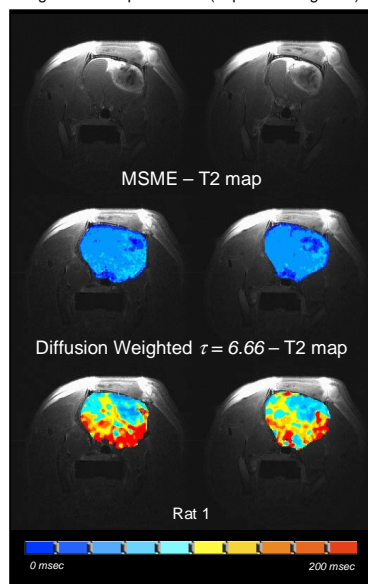 MSME – T2 map
Diffusion Weighted τ = 6.66 – T2 map
Rat 1
0 msec 200 msec